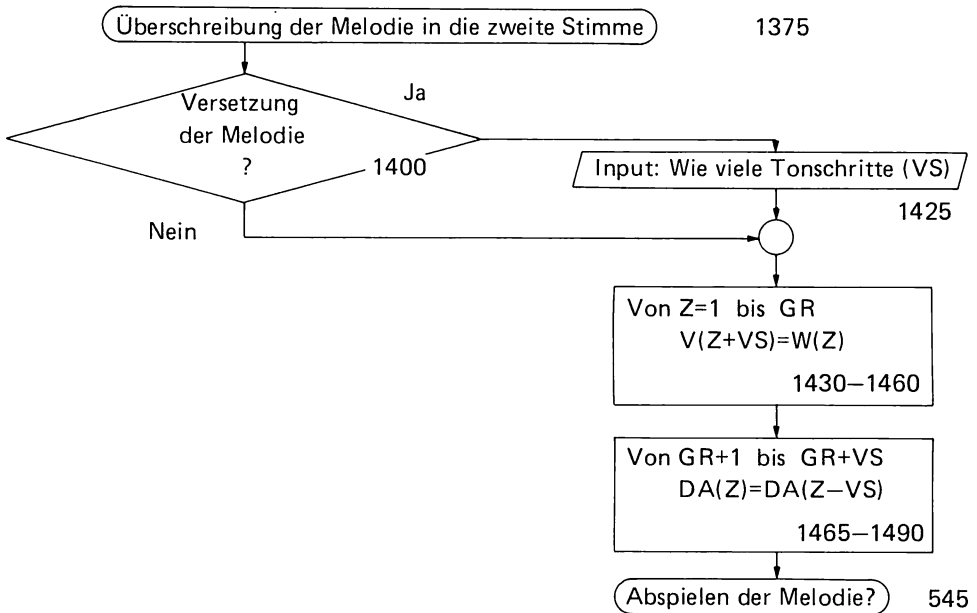 Überschreibung der Melodie in die zweite Stimme 1375
Ja
Versetzung
der Melodie
?
1400
Input: Wie viele Tonschritte (VS)
1425
Nein
Von Z=1 bis GR
V(Z+VS)=W(Z)
1430–1460
Von GR+1 bis GR+VS
DA(Z)=DA(Z–VS)
1465–1490
Abspielen der Melodie? 545